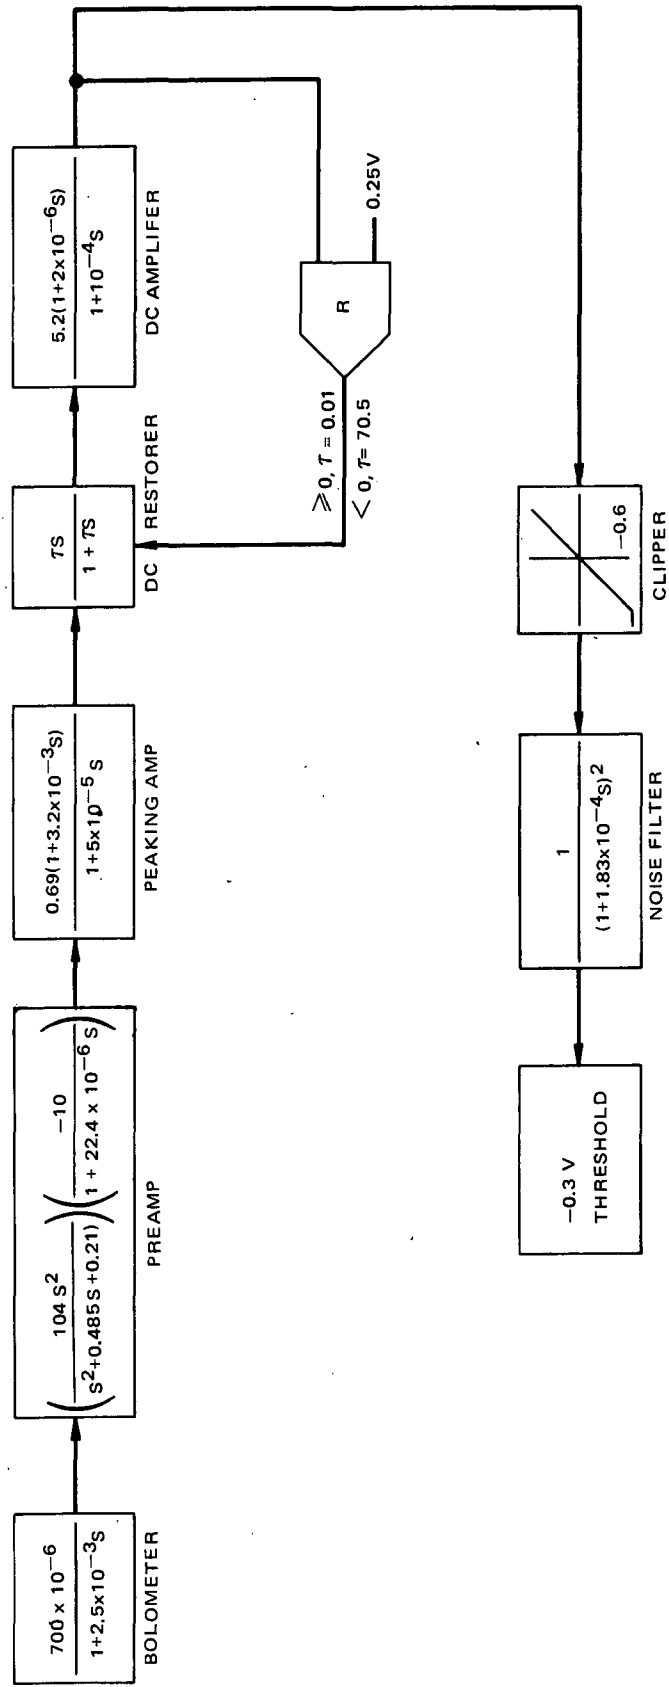 700 x 10−6
1+2.5x10−3S
BOLOMETER
( 104 S2 ) ( −10 )
S2+0.485S+0.21) 1 + 22.4 x 10−6 S
PREAMP
0.69(1+3.2x10−3S)
1+5x10−5 S
PEAKING AMP
τS
1 + τS
DC RESTORER
5.2(1+2x10−6S)
1+10−4S
DC AMPLIFER
⩾ 0, τ = 0.01
< 0, τ= 70.5
R
0.25V
−0.3 V
THRESHOLD
1
(1+1.83x10−4S)2
NOISE FILTER
−0.6
CLIPPER